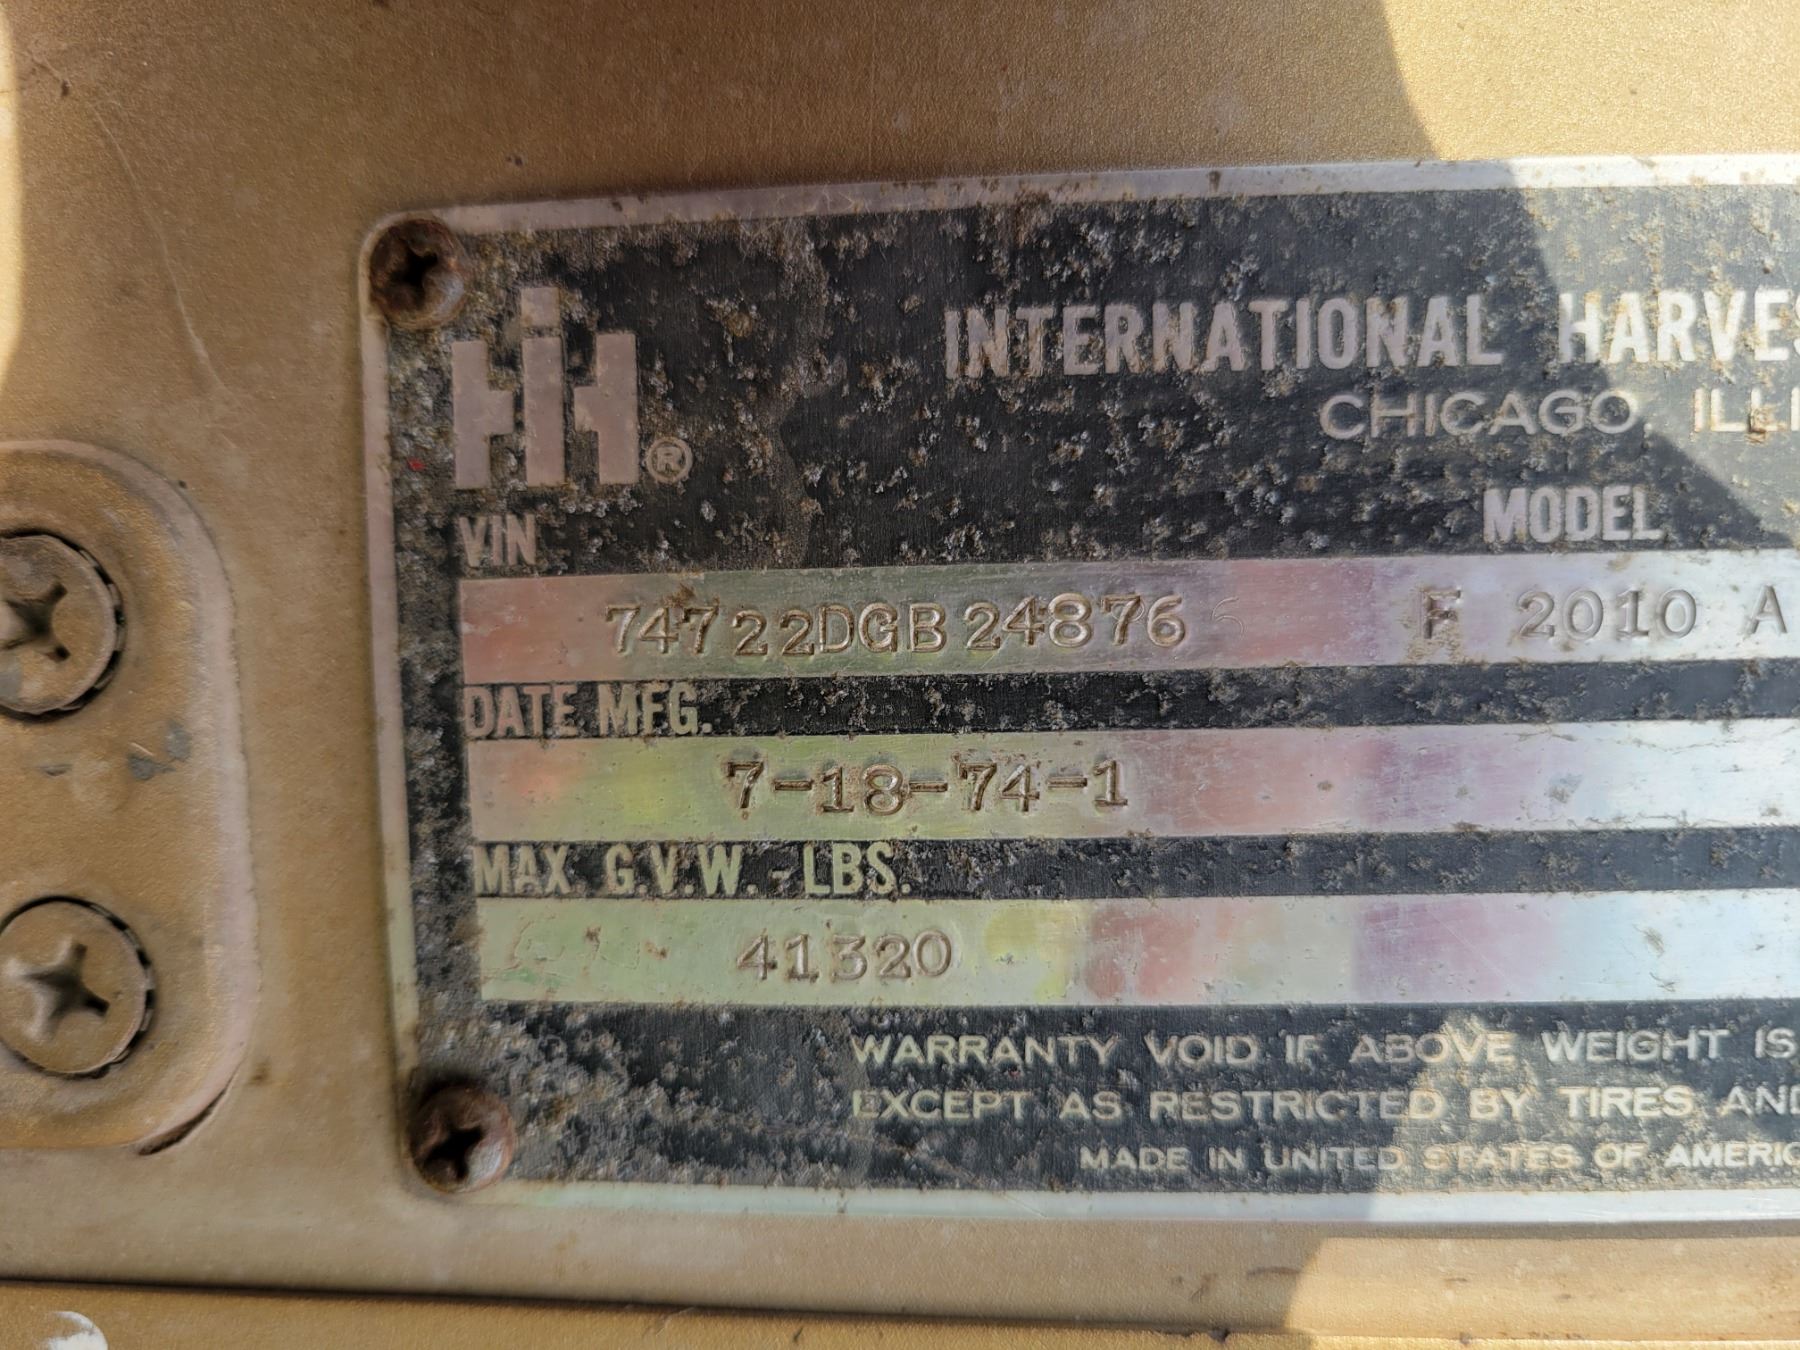 IH ®
INTERNATIONAL HARVES
CHICAGO, ILLI
VIN MODEL
74722DGB24876 F 2010 A
DATE MFG.
7-18-74-1
MAX. G.V.W. - LBS.
41320
WARRANTY VOID IF ABOVE WEIGHT IS
EXCEPT AS RESTRICTED BY TIRES AND
MADE IN UNITED STATES OF AMERIC